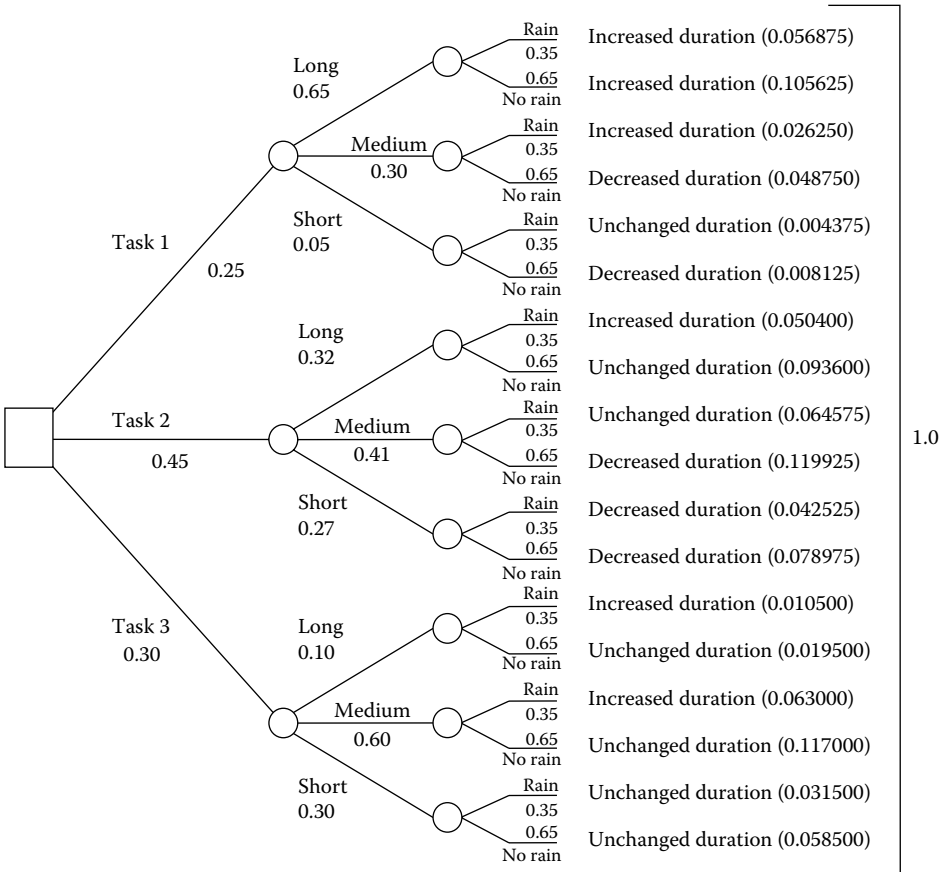 Rain
Increased duration (0.056875)
Long
0.35
0.65
0.65
Increased duration (0.105625)
No rain
Rain
Increased duration (0.026250)
Medium
0.35
0.30
0.65
Decreased duration (0.048750)
No rain
Short
Rain
Unchanged duration (0.004375)
0.05
0.35
Task 1
0.25
0.65
Decreased duration (0.008125)
No rain
Rain
Increased duration (0.050400)
Long
0.35
0.32
0.65
Unchanged duration (0.093600)
No rain
Rain
Unchanged duration (0.064575)
Task 2
Medium
0.35
1.0
0.45
0.41
0.65
Decreased duration (0.119925)
No rain
Short
Rain
Decreased duration (0.042525)
0.27
0.35
0.65
Decreased duration (0.078975)
No rain
Rain
Increased duration (0.010500)
Task 3
Long
0.35
0.30
0.10
0.65
Unchanged duration (0.019500)
No rain
Rain
Increased duration (0.063000)
Medium
0.35
0.60
0.65
Unchanged duration (0.117000)
No rain
Short
Rain
Unchanged duration (0.031500)
0.30
0.35
0.65
Unchanged duration (0.058500)
No rain